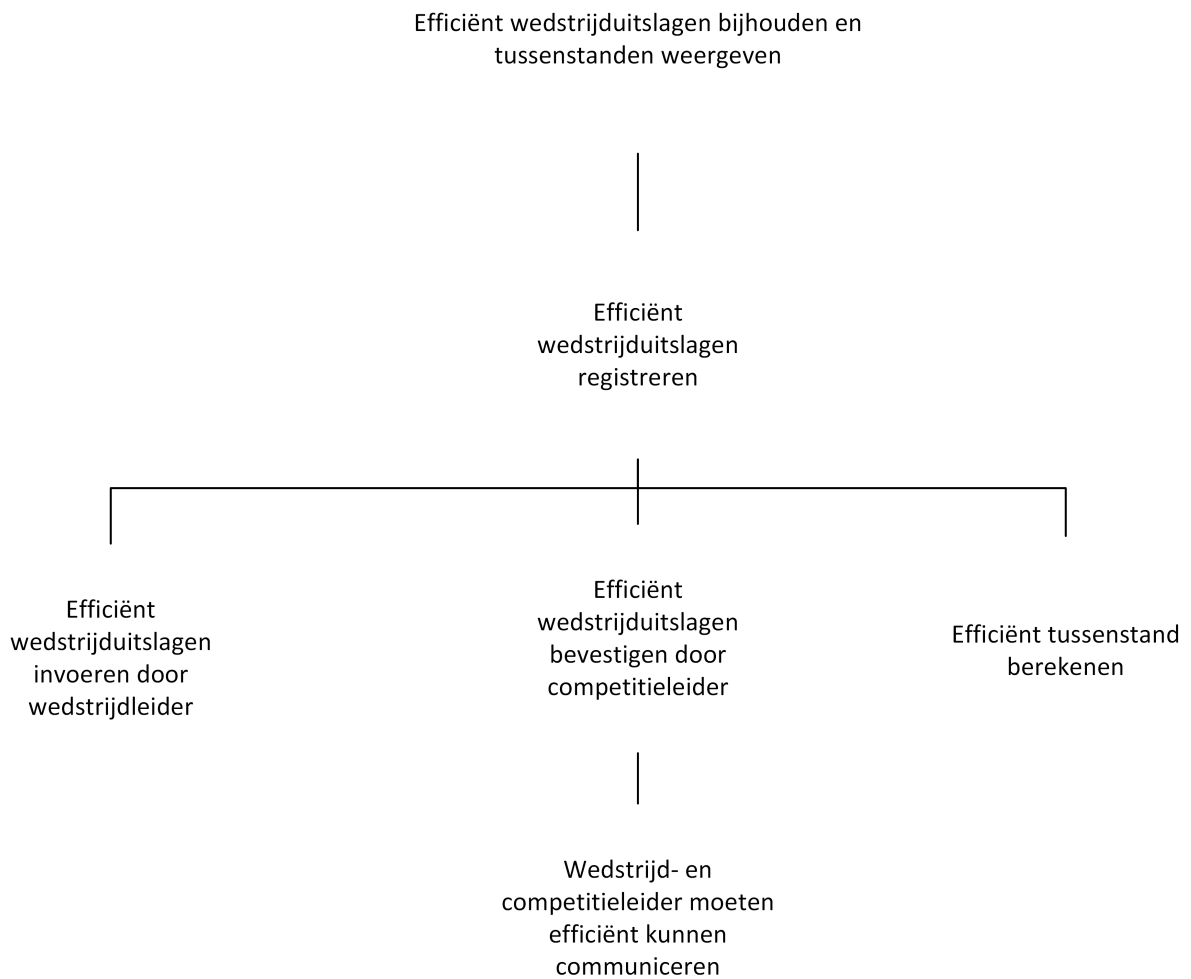 Efficiënt wedstrijduitslagen bijhouden en
tussenstanden weergeven
Efficiënt
wedstrijduitslagen
registreren
Efficiënt
wedstrijduitslagen
invoeren door
wedstrijdleider
Efficiënt
wedstrijduitslagen
bevestigen door
competitieleider
Efficiënt tussenstand
berekenen
Wedstrijd- en
competitieleider moeten
efficiënt kunnen
communiceren